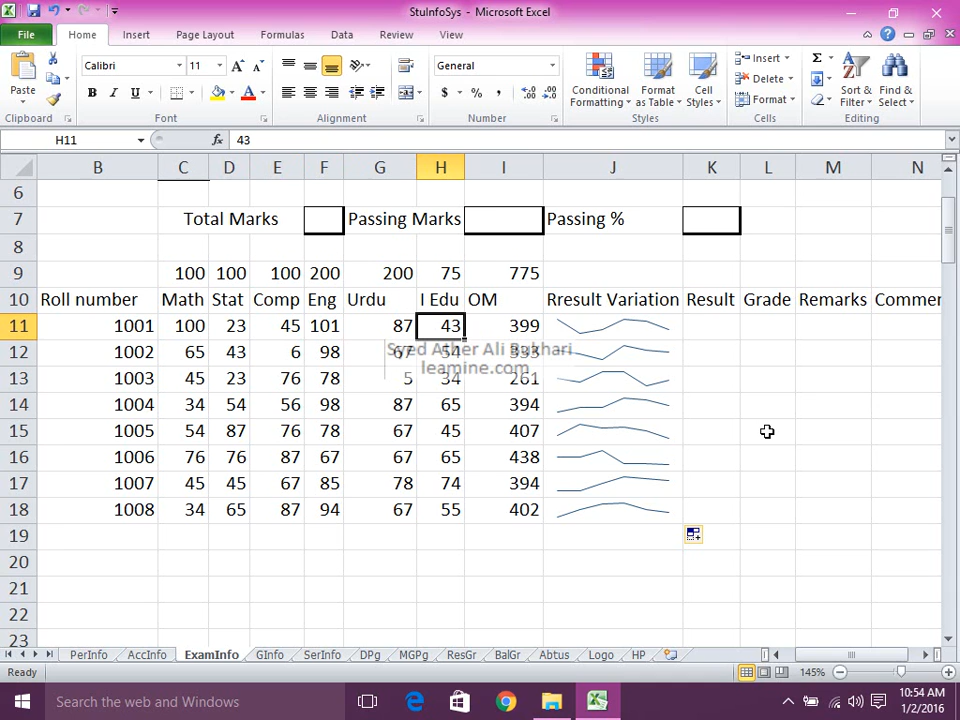 StuInfoSys - Microsoft Excel
File Home Insert Page Layout Formulas Data Review View
Paste Calibri 11 General Conditional Formatting Format as Table Cell Styles Insert Delete Format Sort & Filter Find & Select
Clipboard Font Alignment Number Styles Cells Editing
H11 fx 43
B C D E F G H I J K L M N
6
7 Total Marks Passing Marks Passing %
8
9 100 100 100 200 200 75 775
10 Roll number Math Stat Comp Eng Urdu I Edu OM Rresult Variation Result Grade Remarks Commen
11 1001 100 23 45 101 87 43 399
12 1002 65 43 6 98 67 54 333
Syed Ather Ali Bukhari
leamine.com
13 1003 45 23 76 78 5 34 261
14 1004 34 54 56 98 87 65 394
15 1005 54 87 76 78 67 45 407
16 1006 76 76 87 67 67 65 438
17 1007 45 45 67 85 78 74 394
18 1008 34 65 87 94 67 55 402
19
20
21
22
23
PerInfo AccInfo ExamInfo GInfo SerInfo DPg MGPg ResGr BalGr Abtus Logo HP
Ready 145%
Search the web and Windows 10:54 AM
1/2/2016